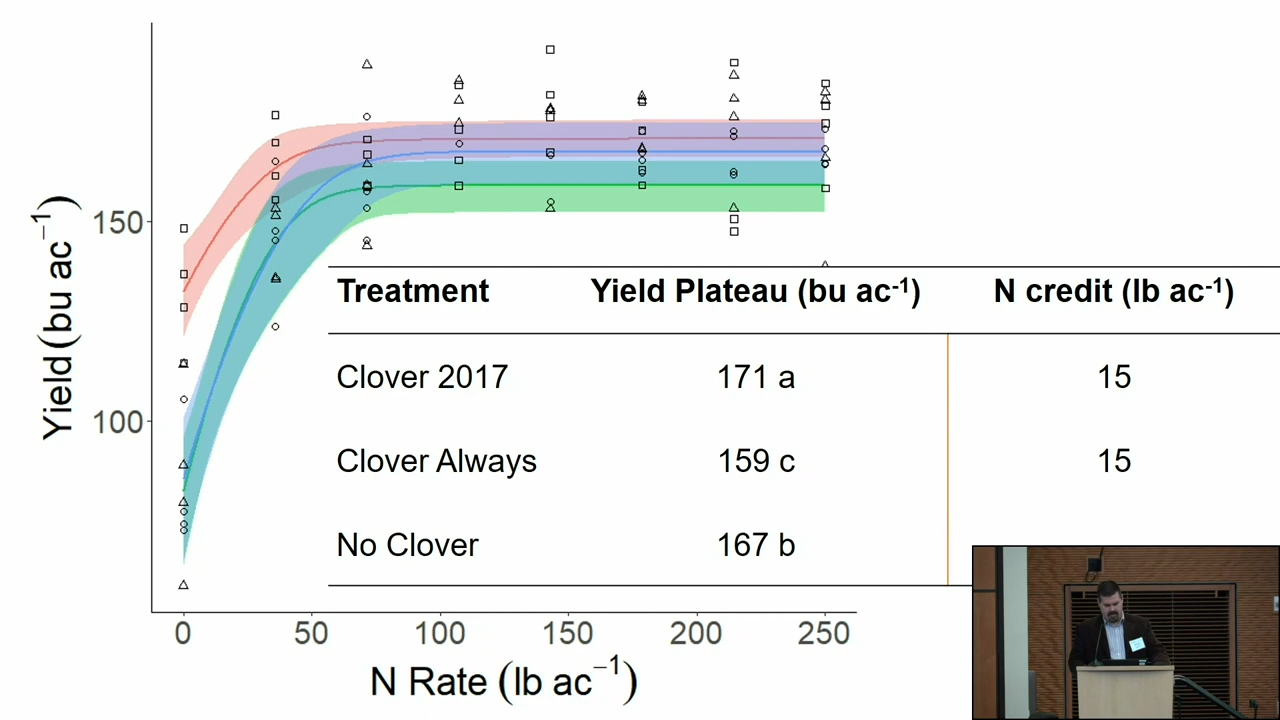 Yield (bu ac−1)
150
100
Treatment Yield Plateau (bu ac-1) N credit (lb ac-1)
Clover 2017 171 a 15
Clover Always 159 c 15
No Clover 167 b
0 50 100 150 200 250
N Rate (lb ac−1)